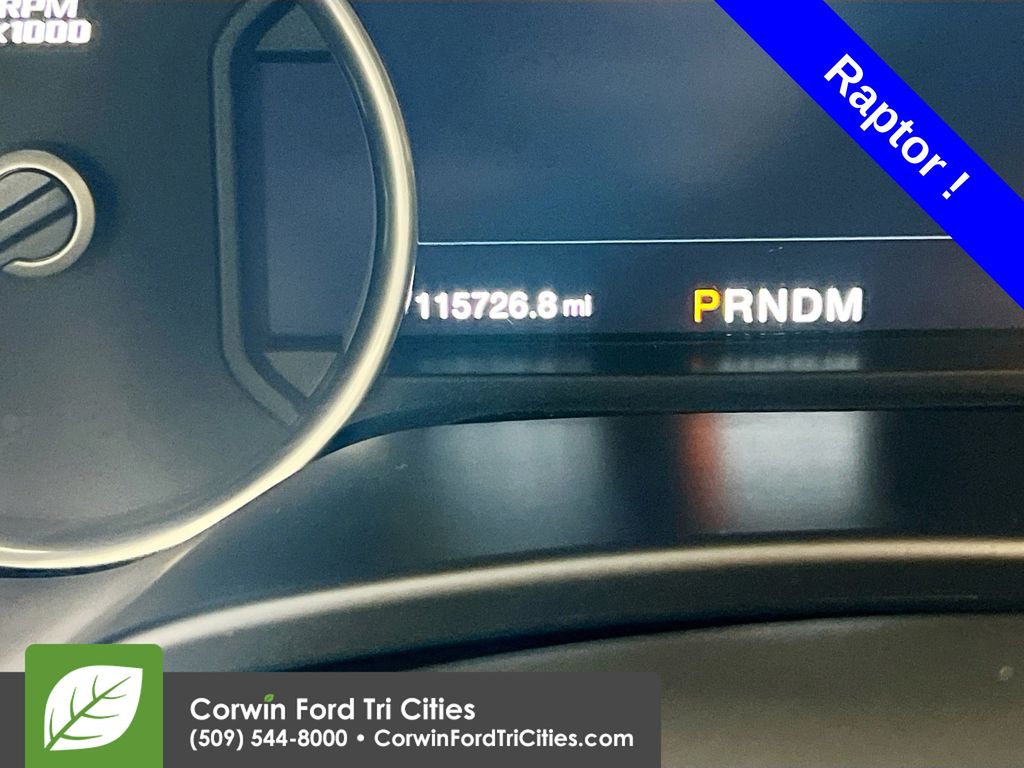 RPM
x1000
Raptor !
115726.8 mi
PRNDM
Corwin Ford Tri Cities
(509) 544-8000 • CorwinFordTriCities.com